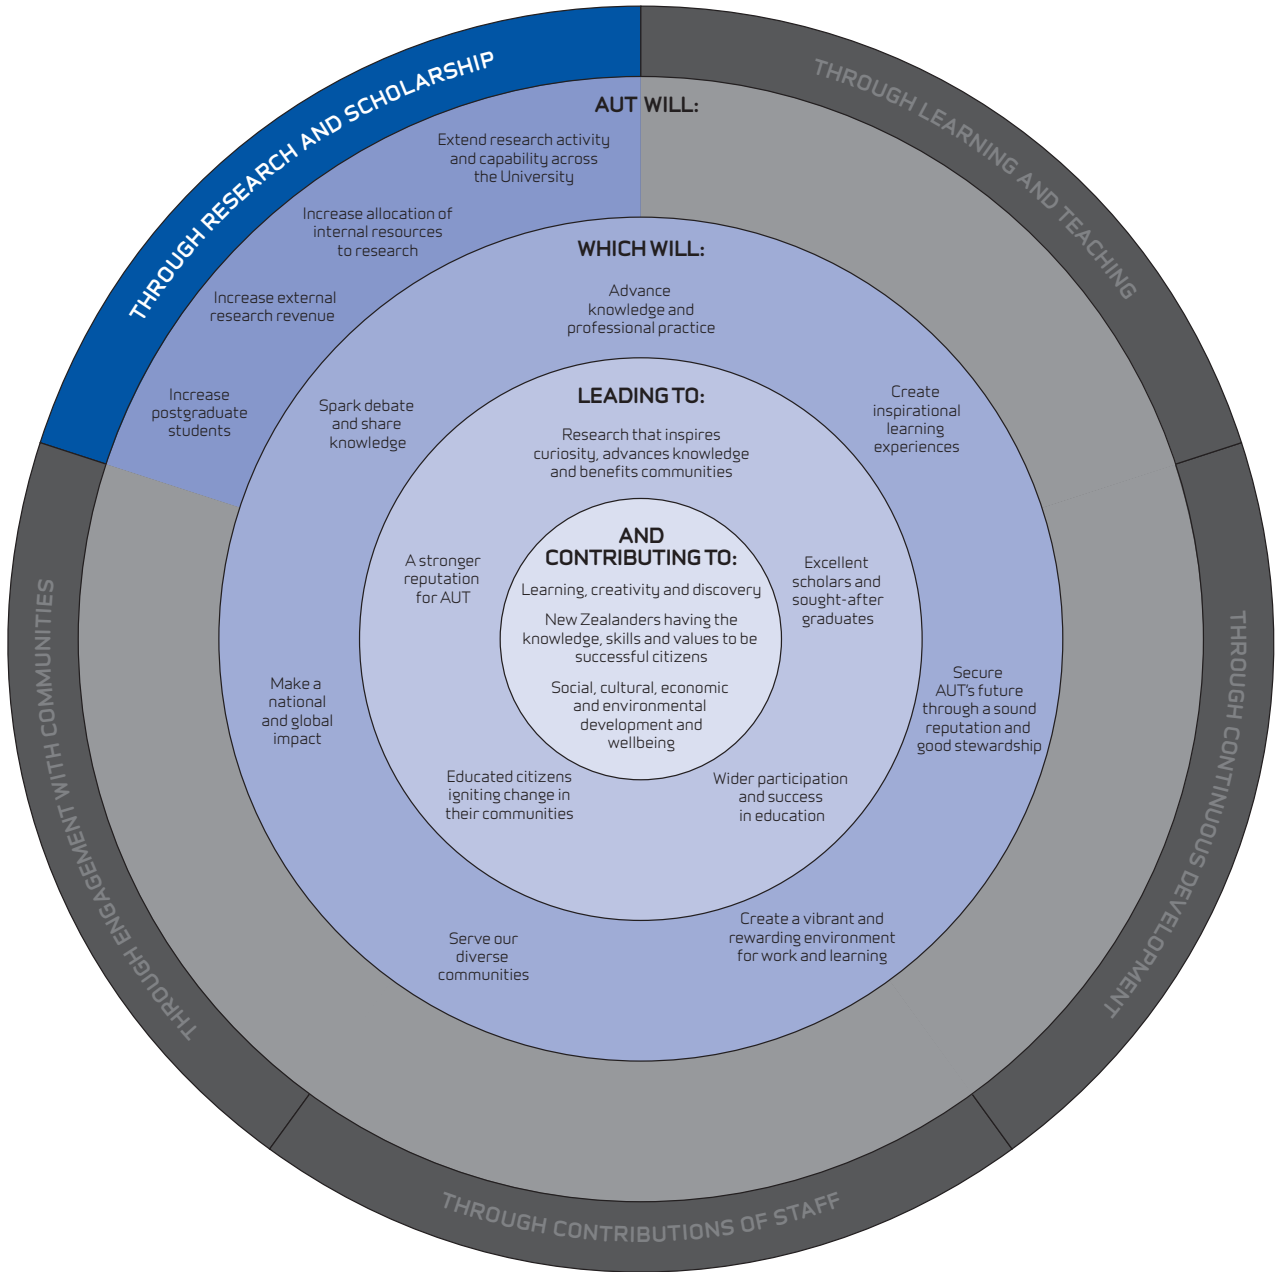 THROUGH RESEARCH AND SCHOLARSHIP
THROUGH LEARNING AND TEACHING
THROUGH CONTINUOUS DEVELOPMENT
THROUGH CONTRIBUTIONS OF STAFF
THROUGH ENGAGEMENT WITH COMMUNITIES
AUT WILL:
Extend research activity
and capability across
the University
Increase allocation of
internal resources
to research
Increase external
research revenue
Increase
postgraduate
students
WHICH WILL:
Advance
knowledge and
professional practice
Create
inspirational
learning
experiences
Secure
AUT's future
through a sound
reputation and
good stewardship
Create a vibrant and
rewarding environment
for work and learning
Serve our
diverse
communities
Make a
national
and global
impact
Spark debate
and share
knowledge
LEADING TO:
Research that inspires
curiosity, advances knowledge
and benefits communities
Excellent
scholars and
sought-after
graduates
Wider participation
and success
in education
Educated citizens
igniting change in
their communities
A stronger
reputation
for AUT
AND
CONTRIBUTING TO:
Learning, creativity and discovery
New Zealanders having the
knowledge, skills and values to be
successful citizens
Social, cultural, economic
and environmental
development and
wellbeing